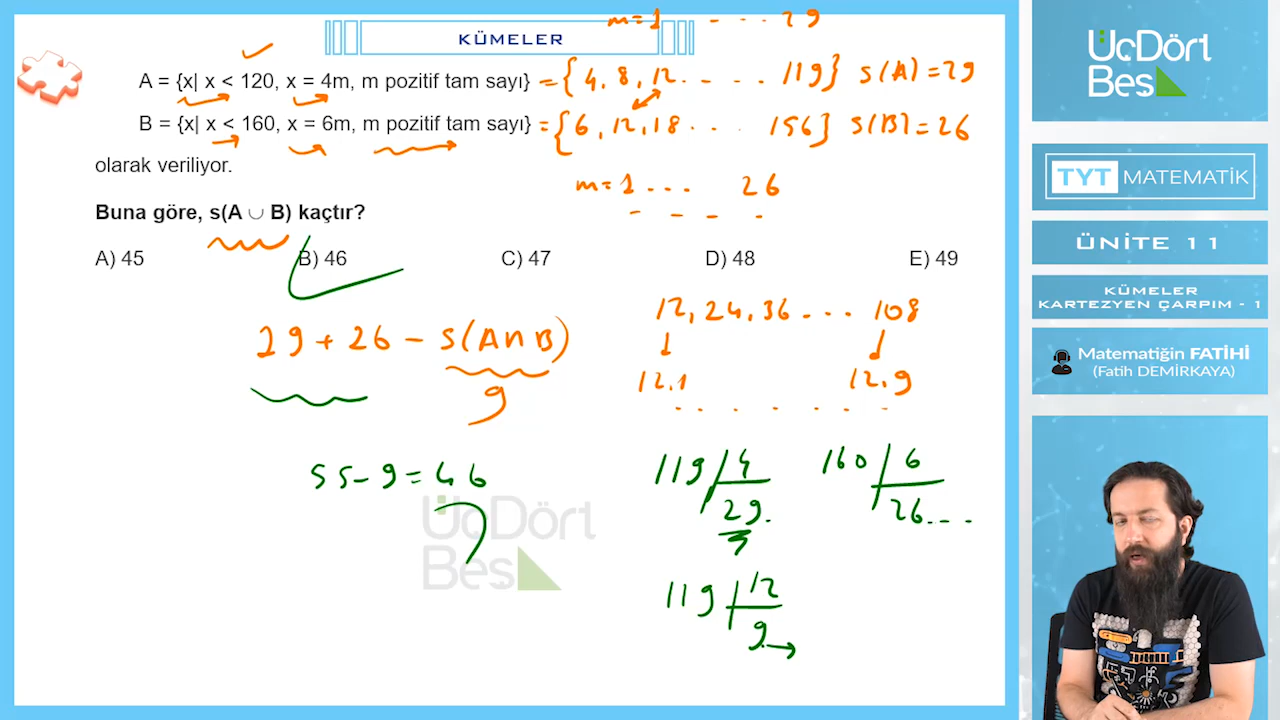 m=1 . ... 29
KÜMELER
A = {x| x < 120, x = 4m, m pozitif tam sayı} = {4, 8, 12 ..... 119} s(A) = 29
B = {x| x < 160, x = 6m, m pozitif tam sayı} = {6, 12, 18 ... 156} s(B) = 26
m=1 ... 26
olarak veriliyor.
Buna göre, s(A ∪ B) kaçtır?
A) 45 B) 46 C) 47 D) 48 E) 49
12, 24, 36 .... 108
29 + 26 - s(A∩B)
12.1 12.9
9
55-9=46
119 | 4
29
160 | 6
26...
119 | 12
9
ÜçDört
Beş
ÜçDört
Beş
TYT MATEMATİK
ÜNİTE 11
KÜMELER
KARTEZYEN ÇARPIM - 1
Matematiğin FATİHİ
(Fatih DEMİRKAYA)